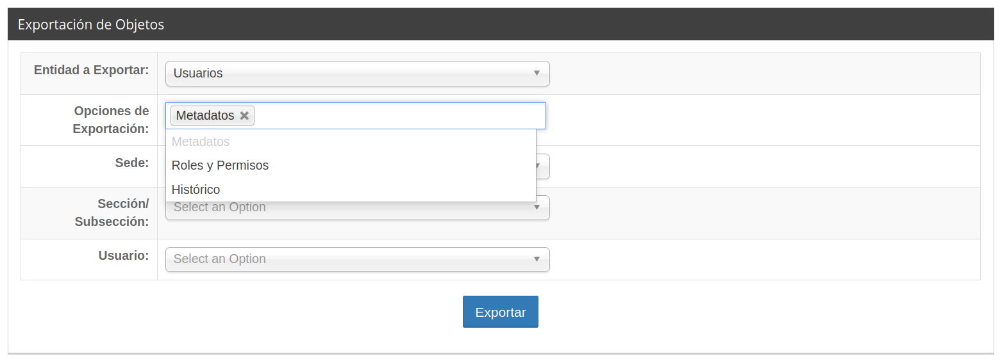 Exportación de Objetos
Entidad a Exportar:
Usuarios
Opciones de
Exportación:
Metadatos
Metadatos
Roles y Permisos
Histórico
Sede:
Sección/
Subsección:
Select an Option
Usuario:
Select an Option
Exportar